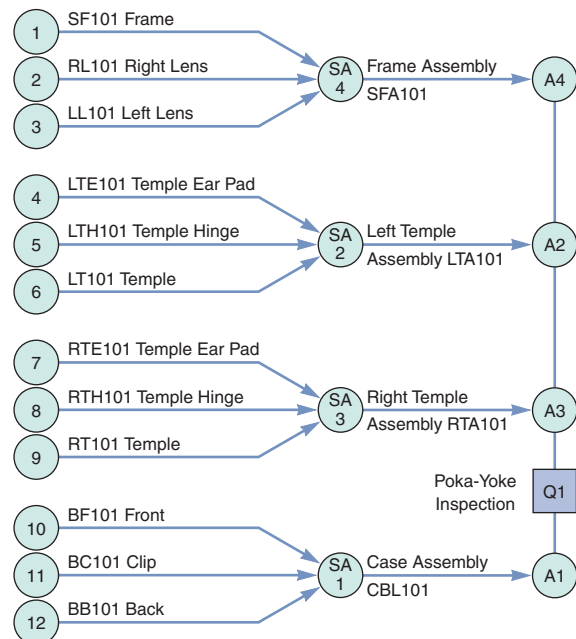 1 SF101 Frame
2 RL101 Right Lens
3 LL101 Left Lens
SA
4
Frame Assembly
SFA101
A4
4 LTE101 Temple Ear Pad
5 LTH101 Temple Hinge
6 LT101 Temple
SA
2
Left Temple
Assembly LTA101
A2
7 RTE101 Temple Ear Pad
8 RTH101 Temple Hinge
9 RT101 Temple
SA
3
Right Temple
Assembly RTA101
A3
Poka-Yoke
Inspection
Q1
10 BF101 Front
11 BC101 Clip
12 BB101 Back
SA
1
Case Assembly
CBL101
A1